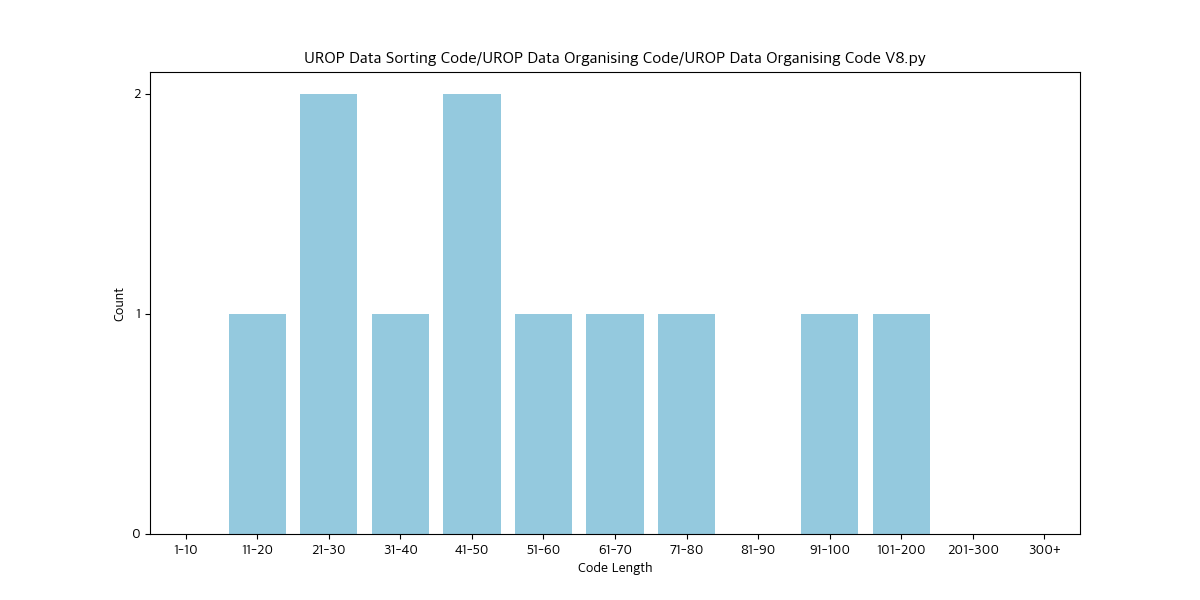 UROP Data Sorting Code/UROP Data Organising Code/UROP Data Organising Code V8.py
2
1
0
Count
1-10 11-20 21-30 31-40 41-50 51-60 61-70 71-80 81-90 91-100 101-200 201-300 300+
Code Length